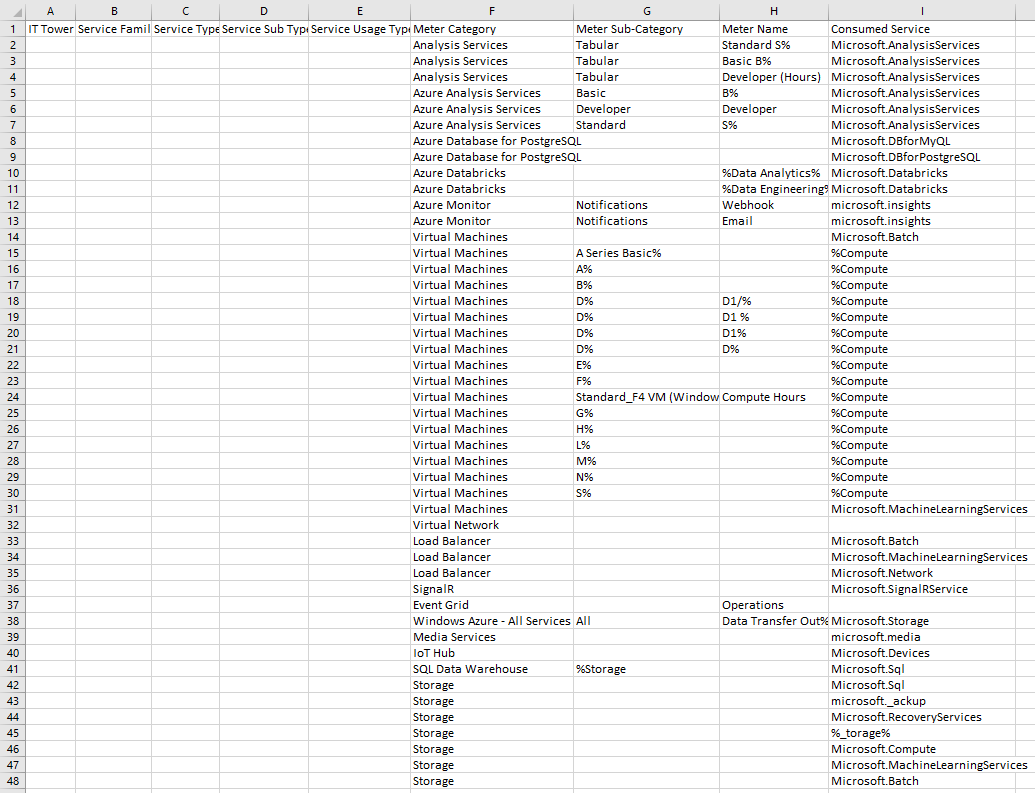 A B C D E F G H I
1 IT Tower Service Famil Service Type Service Sub Typ Service Usage Typ Meter Category Meter Sub-Category Meter Name Consumed Service
2 Analysis Services Tabular Standard S% Microsoft.AnalysisServices
3 Analysis Services Tabular Basic B% Microsoft.AnalysisServices
4 Analysis Services Tabular Developer (Hours) Microsoft.AnalysisServices
5 Azure Analysis Services Basic B% Microsoft.AnalysisServices
6 Azure Analysis Services Developer Developer Microsoft.AnalysisServices
7 Azure Analysis Services Standard S% Microsoft.AnalysisServices
8 Azure Database for PostgreSQL Microsoft.DBforMyQL
9 Azure Database for PostgreSQL Microsoft.DBforPostgreSQL
10 Azure Databricks %Data Analytics% Microsoft.Databricks
11 Azure Databricks %Data Engineering% Microsoft.Databricks
12 Azure Monitor Notifications Webhook microsoft.insights
13 Azure Monitor Notifications Email microsoft.insights
14 Virtual Machines Microsoft.Batch
15 Virtual Machines A Series Basic% %Compute
16 Virtual Machines A% %Compute
17 Virtual Machines B% %Compute
18 Virtual Machines D% D1/% %Compute
19 Virtual Machines D% D1 % %Compute
20 Virtual Machines D% D1% %Compute
21 Virtual Machines D% D% %Compute
22 Virtual Machines E% %Compute
23 Virtual Machines F% %Compute
24 Virtual Machines Standard_F4 VM (Window Compute Hours %Compute
25 Virtual Machines G% %Compute
26 Virtual Machines H% %Compute
27 Virtual Machines L% %Compute
28 Virtual Machines M% %Compute
29 Virtual Machines N% %Compute
30 Virtual Machines S% %Compute
31 Virtual Machines Microsoft.MachineLearningServices
32 Virtual Network
33 Load Balancer Microsoft.Batch
34 Load Balancer Microsoft.MachineLearningServices
35 Load Balancer Microsoft.Network
36 SignalR Microsoft.SignalRService
37 Event Grid Operations
38 Windows Azure - All Services All Data Transfer Out% Microsoft.Storage
39 Media Services microsoft.media
40 IoT Hub Microsoft.Devices
41 SQL Data Warehouse %Storage Microsoft.Sql
42 Storage Microsoft.Sql
43 Storage microsoft._ackup
44 Storage Microsoft.RecoveryServices
45 Storage %_torage%
46 Storage Microsoft.Compute
47 Storage Microsoft.MachineLearningServices
48 Storage Microsoft.Batch